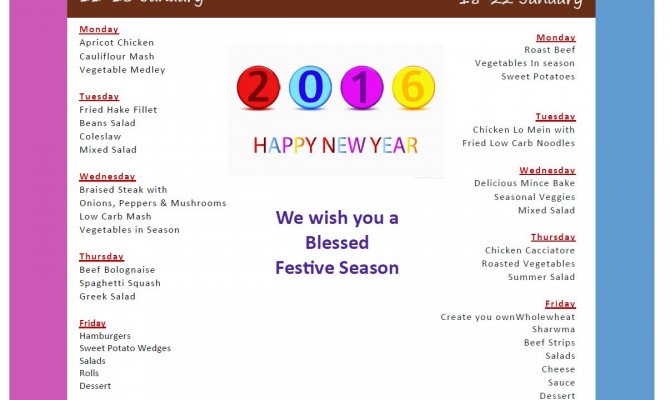 January
18-22 January
Monday
Apricot Chicken
Cauliflour Mash
Vegetable Medley
Tuesday
Fried Hake Fillet
Beans Salad
Coleslaw
Mixed Salad
Wednesday
Braised Steak with
Onions, Peppers & Mushrooms
Low Carb Mash
Vegetables in Season
Thursday
Beef Bolognaise
Spaghetti Squash
Greek Salad
Friday
Hamburgers
Sweet Potato Wedges
Salads
Rolls
Dessert
2016
HAPPY NEW YEAR
We wish you a
Blessed
Festive Season
Monday
Roast Beef
Vegetables In season
Sweet Potatoes
Tuesday
Chicken Lo Mein with
Fried Low Carb Noodles
Wednesday
Delicious Mince Bake
Seasonal Veggies
Mixed Salad
Thursday
Chicken Cacciatore
Roasted Vegetables
Summer Salad
Friday
Create you ownWholewheat
Sharwma
Beef Strips
Salads
Cheese
Sauce
Dessert